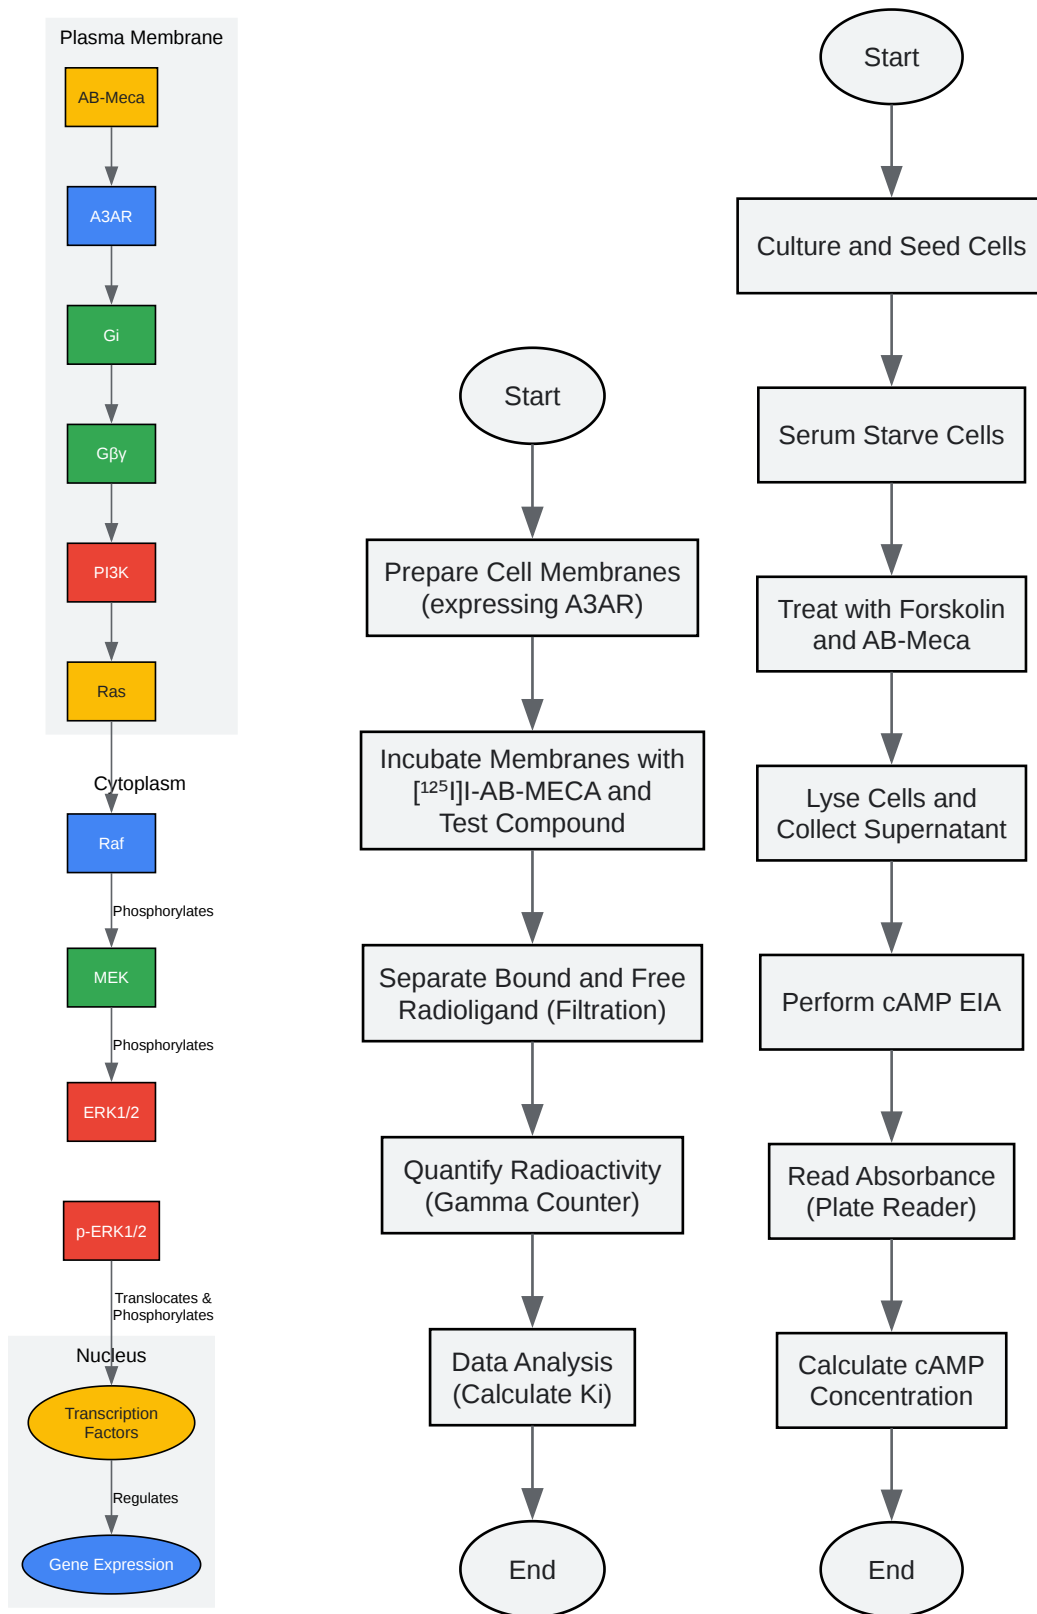 Plasma Membrane
AB-Meca
A3AR
Gi
Gβγ
PI3K
Ras
Cytoplasm
Raf
Phosphorylates
MEK
Phosphorylates
ERK1/2
p-ERK1/2
Translocates &
Phosphorylates
Nucleus
Transcription
Factors
Regulates
Gene Expression
Start
Prepare Cell Membranes
(expressing A3AR)
Incubate Membranes with
[¹²⁵I]I-AB-MECA and
Test Compound
Separate Bound and Free
Radioligand (Filtration)
Quantify Radioactivity
(Gamma Counter)
Data Analysis
(Calculate Ki)
End
Start
Culture and Seed Cells
Serum Starve Cells
Treat with Forskolin
and AB-Meca
Lyse Cells and
Collect Supernatant
Perform cAMP EIA
Read Absorbance
(Plate Reader)
Calculate cAMP
Concentration
End